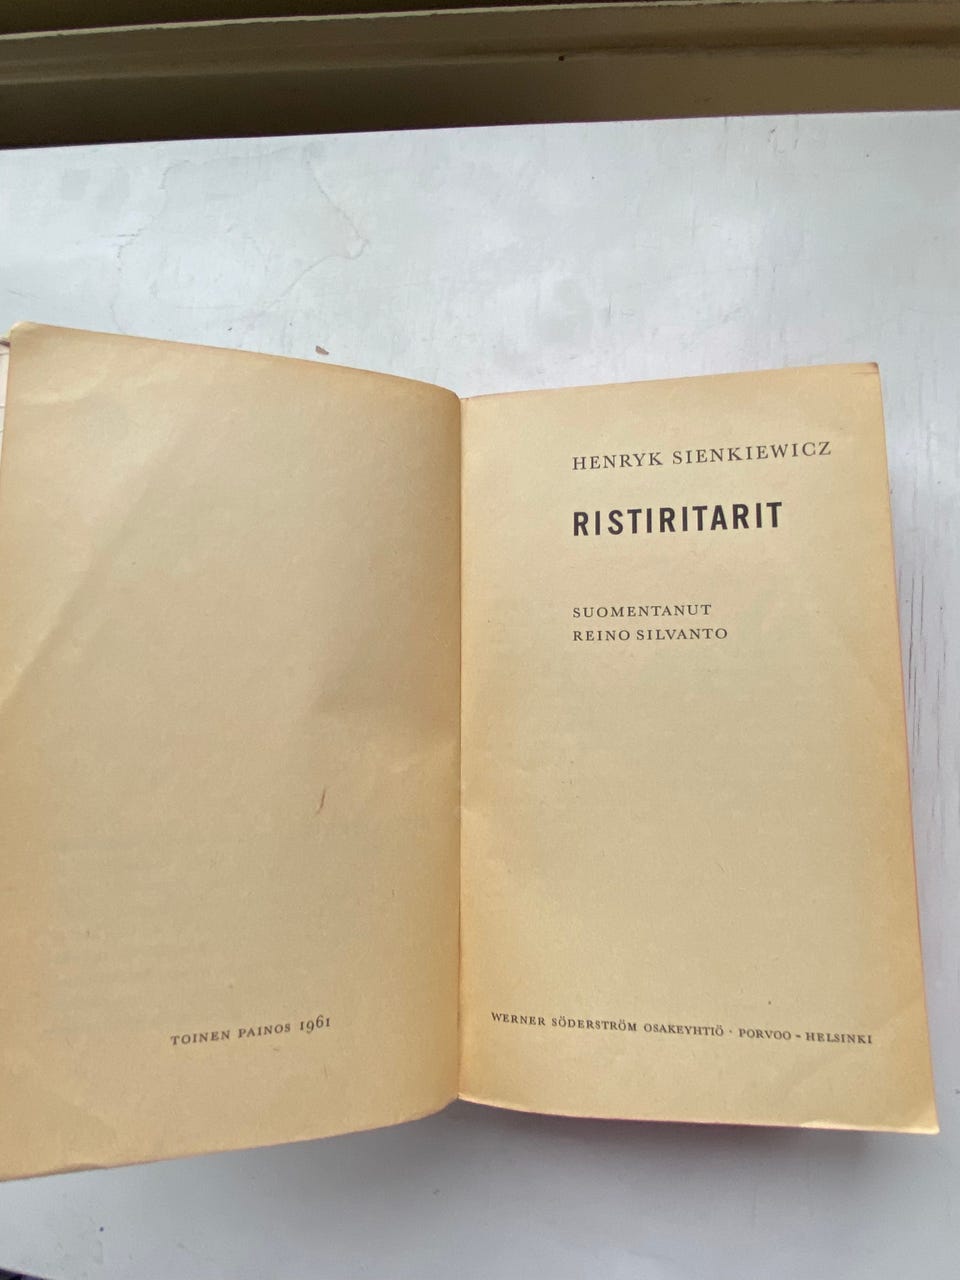 TOINEN PAINOS 1961
HENRYK SIENKIEWICZ
RISTIRITARIT
SUOMENTANUT
REINO SILVANTO
WERNER SÖDERSTRÖM OSAKEYHTIÖ · PORVOO - HELSINKI